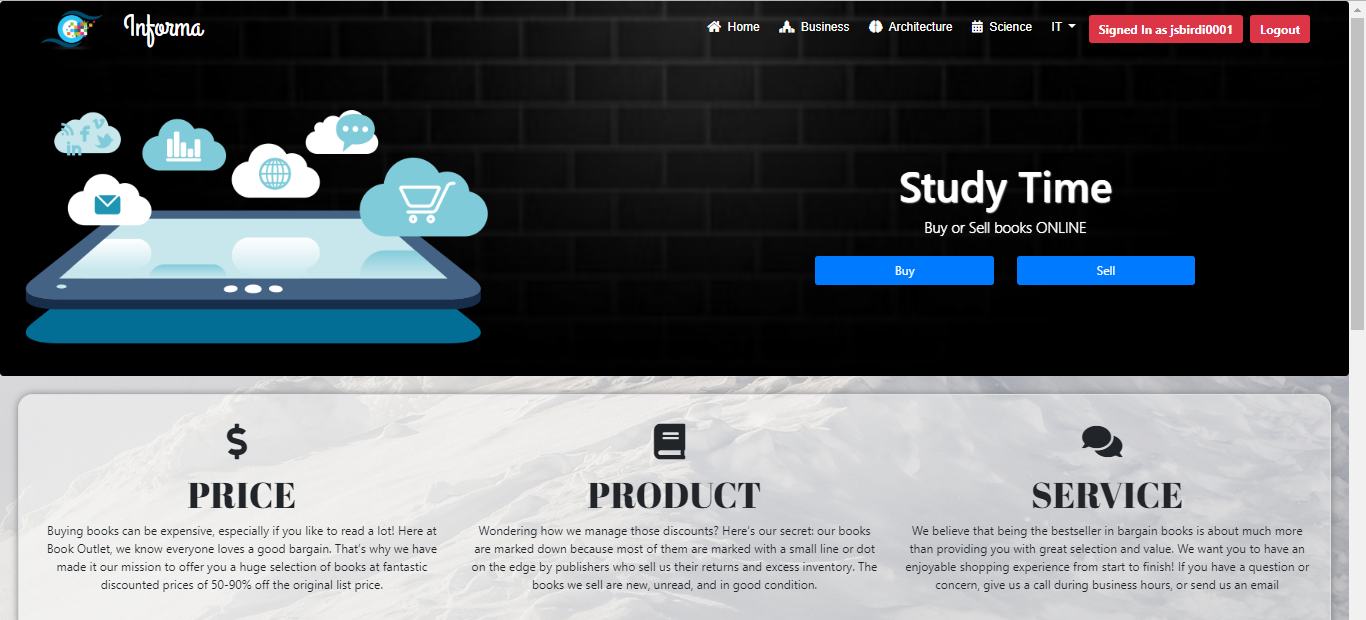 Informa
Home Business Architecture Science IT Signed In as jsbirdi0001 Logout
in
Study Time
Buy or Sell books ONLINE
Buy Sell
$
PRICE
Buying books can be expensive, especially if you like to read a lot! Here at
Book Outlet, we know everyone loves a good bargain. That's why we have
made it our mission to offer you a huge selection of books at fantastic
discounted prices of 50-90% off the original list price.
PRODUCT
Wondering how we manage those discounts? Here's our secret: our books
are marked down because most of them are marked with a small line or dot
on the edge by publishers who sell us their returns and excess inventory. The
books we sell are new, unread, and in good condition.
SERVICE
We believe that being the bestseller in bargain books is about much more
than providing you with great selection and value. We want you to have an
enjoyable shopping experience from start to finish! If you have a question or
concern, give us a call during business hours, or send us an email